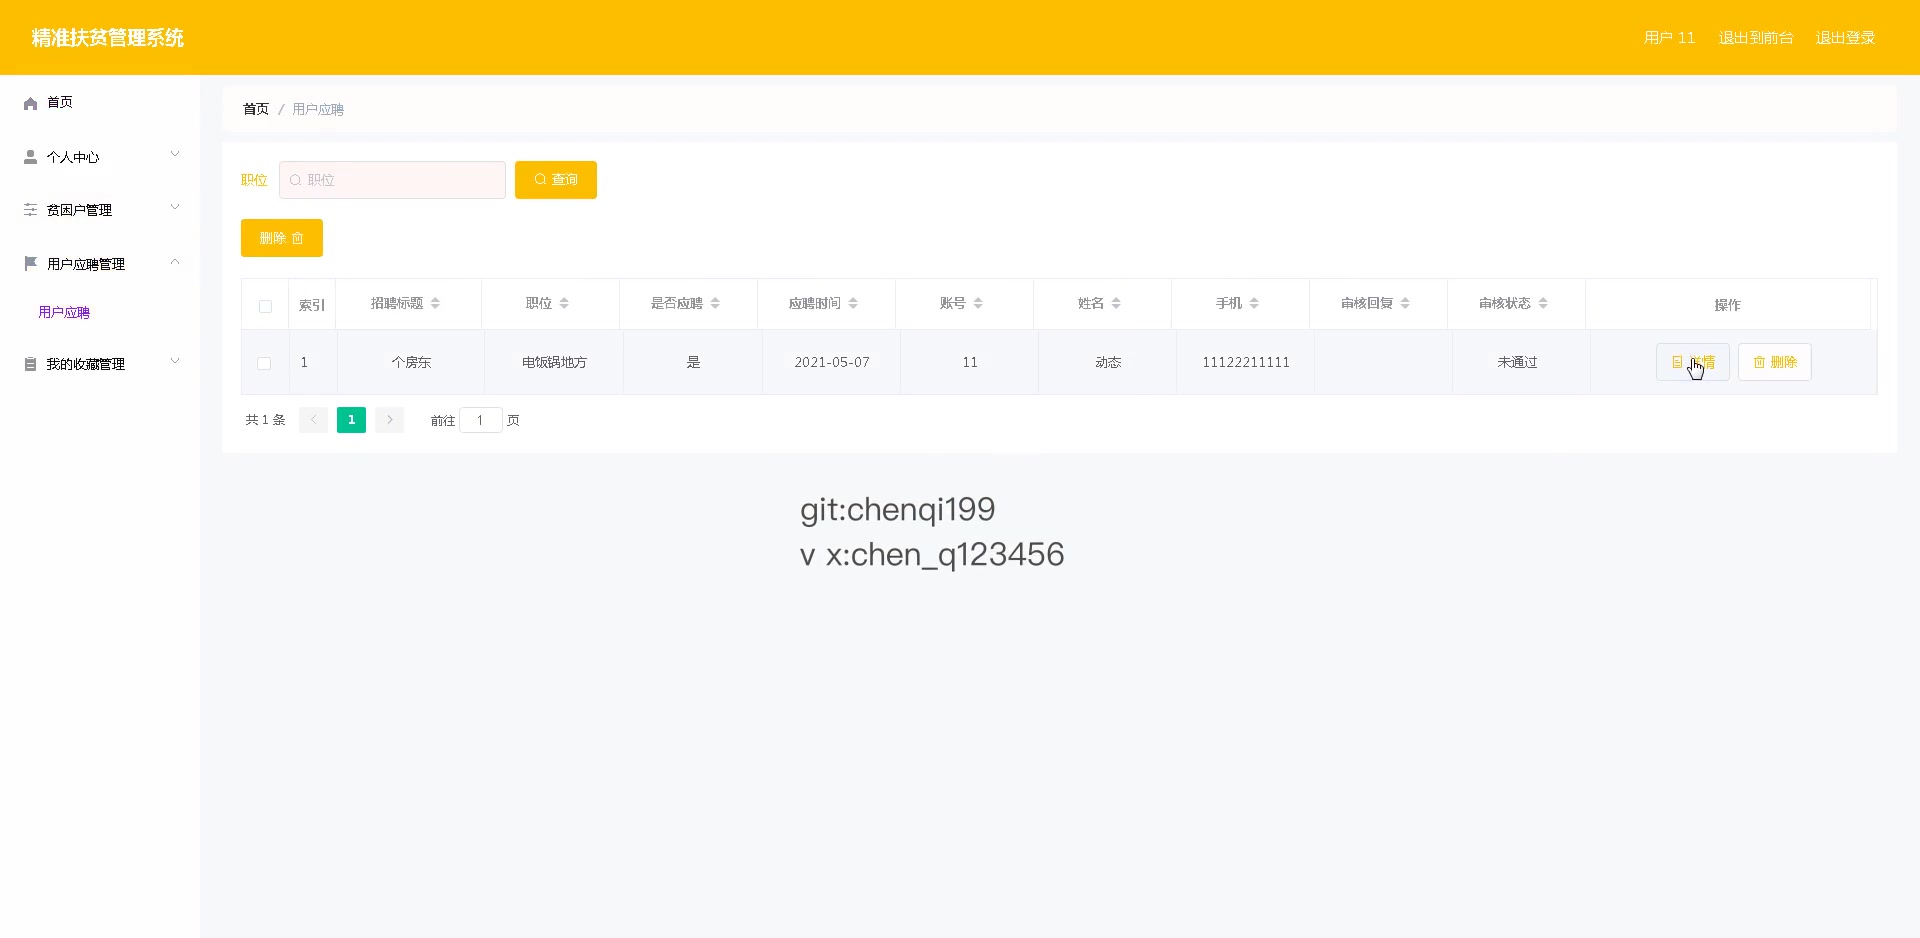 精准扶贫管理系统
用户 11 退出到前台 退出登录
首页
个人中心
贫困户管理
用户应聘管理
用户应聘
我的收藏管理
首页 / 用户应聘
职位 职位 查询
删除
索引 招聘标题 职位 是否应聘 应聘时间 账号 姓名 手机 审核回复 审核状态 操作
1 个房东 电饭锅地方 是 2021-05-07 11 动态 11122211111 未通过 情 删除
共 1 条 1 前往 1 页
git:chenqi199
v x:chen_q123456